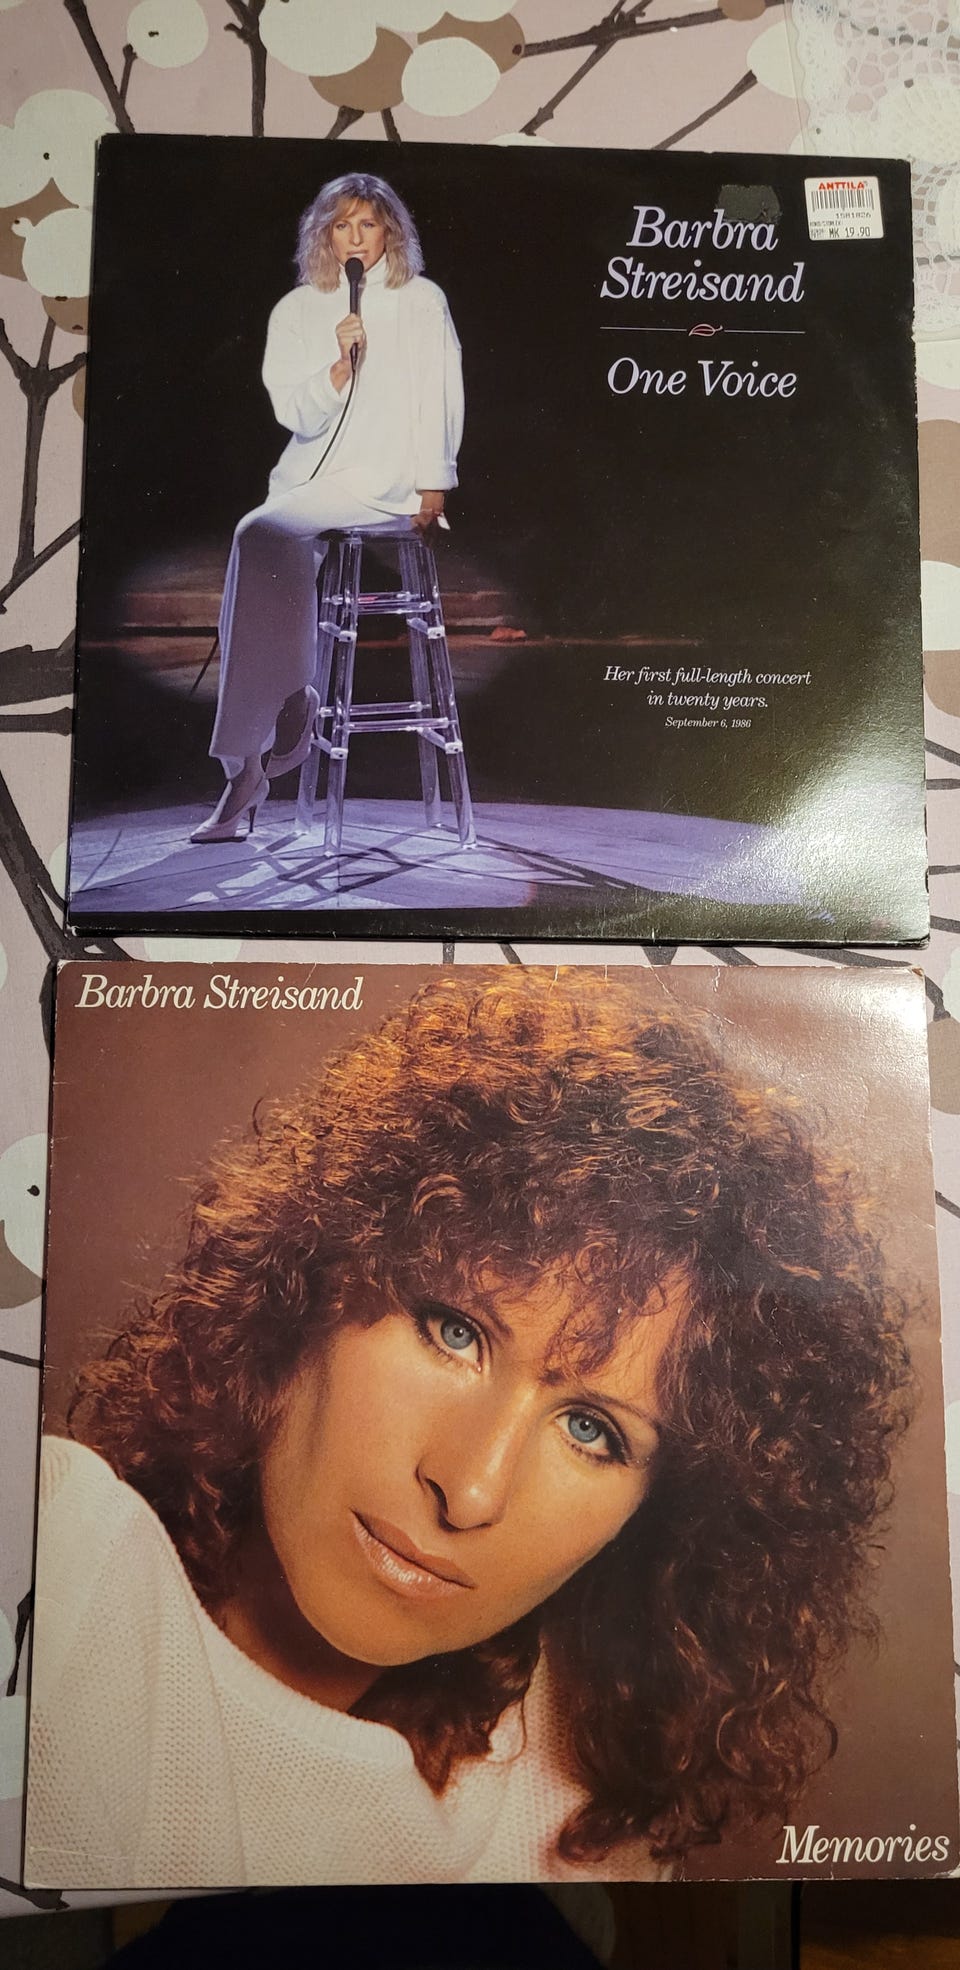 ANTTILA
1581826
MK 19.90
Barbra
Streisand
One Voice
Her first full-length concert
in twenty years.
September 6, 1986
Barbra Streisand
Memories